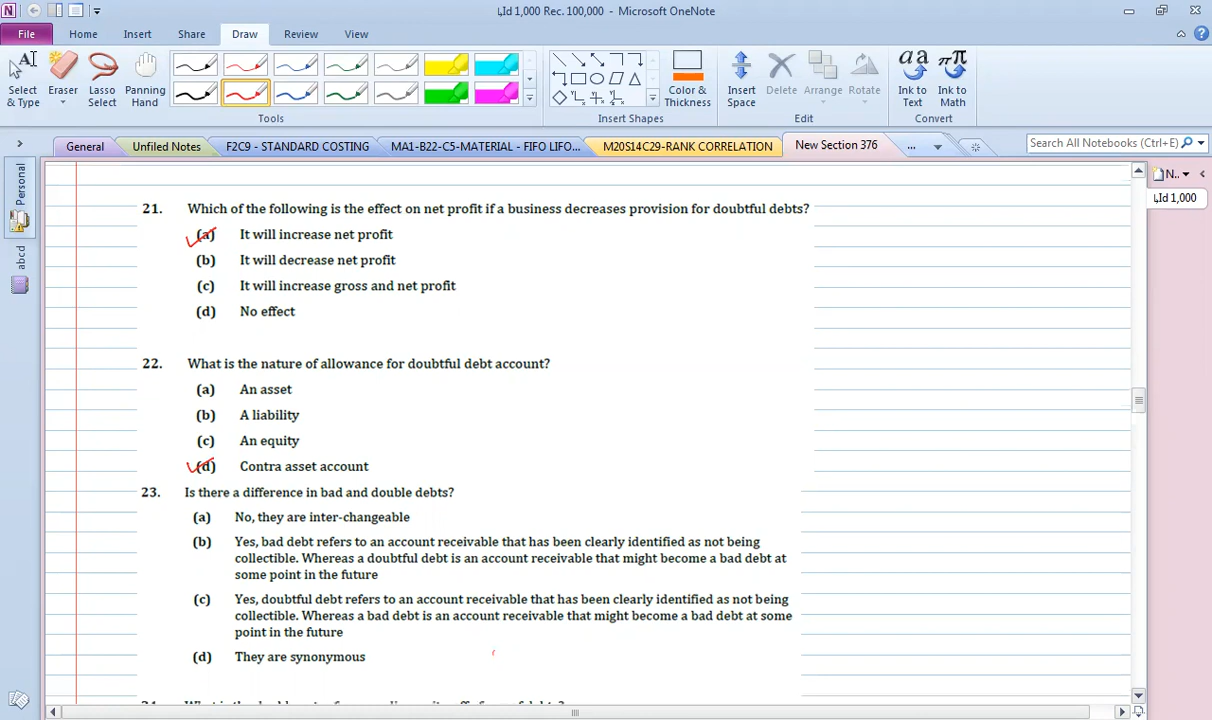 باId 1,000 Rec. 100,000 - Microsoft OneNote
File Home Insert Share Draw Review View
Select & Type
Eraser
Lasso Select
Panning Hand
Color & Thickness
Insert Space
Delete
Arrange
Rotate
Ink to Text
Ink to Math
Tools Insert Shapes Edit Convert
General Unfiled Notes F2C9 - STANDARD COSTING MA1-B22-C5-MATERIAL - FIFO LIFO... M20S14C29-RANK CORRELATION New Section 376 ... Search All Notebooks (Ctrl+E)
Personal
abcd
N..
1,000
21. Which of the following is the effect on net profit if a business decreases provision for doubtful debts?
(a) It will increase net profit
(b) It will decrease net profit
(c) It will increase gross and net profit
(d) No effect
22. What is the nature of allowance for doubtful debt account?
(a) An asset
(b) A liability
(c) An equity
(d) Contra asset account
23. Is there a difference in bad and double debts?
(a) No, they are inter-changeable
(b) Yes, bad debt refers to an account receivable that has been clearly identified as not being
collectible. Whereas a doubtful debt is an account receivable that might become a bad debt at
some point in the future
(c) Yes, doubtful debt refers to an account receivable that has been clearly identified as not being
collectible. Whereas a bad debt is an account receivable that might become a bad debt at some
point in the future
(d) They are synonymous